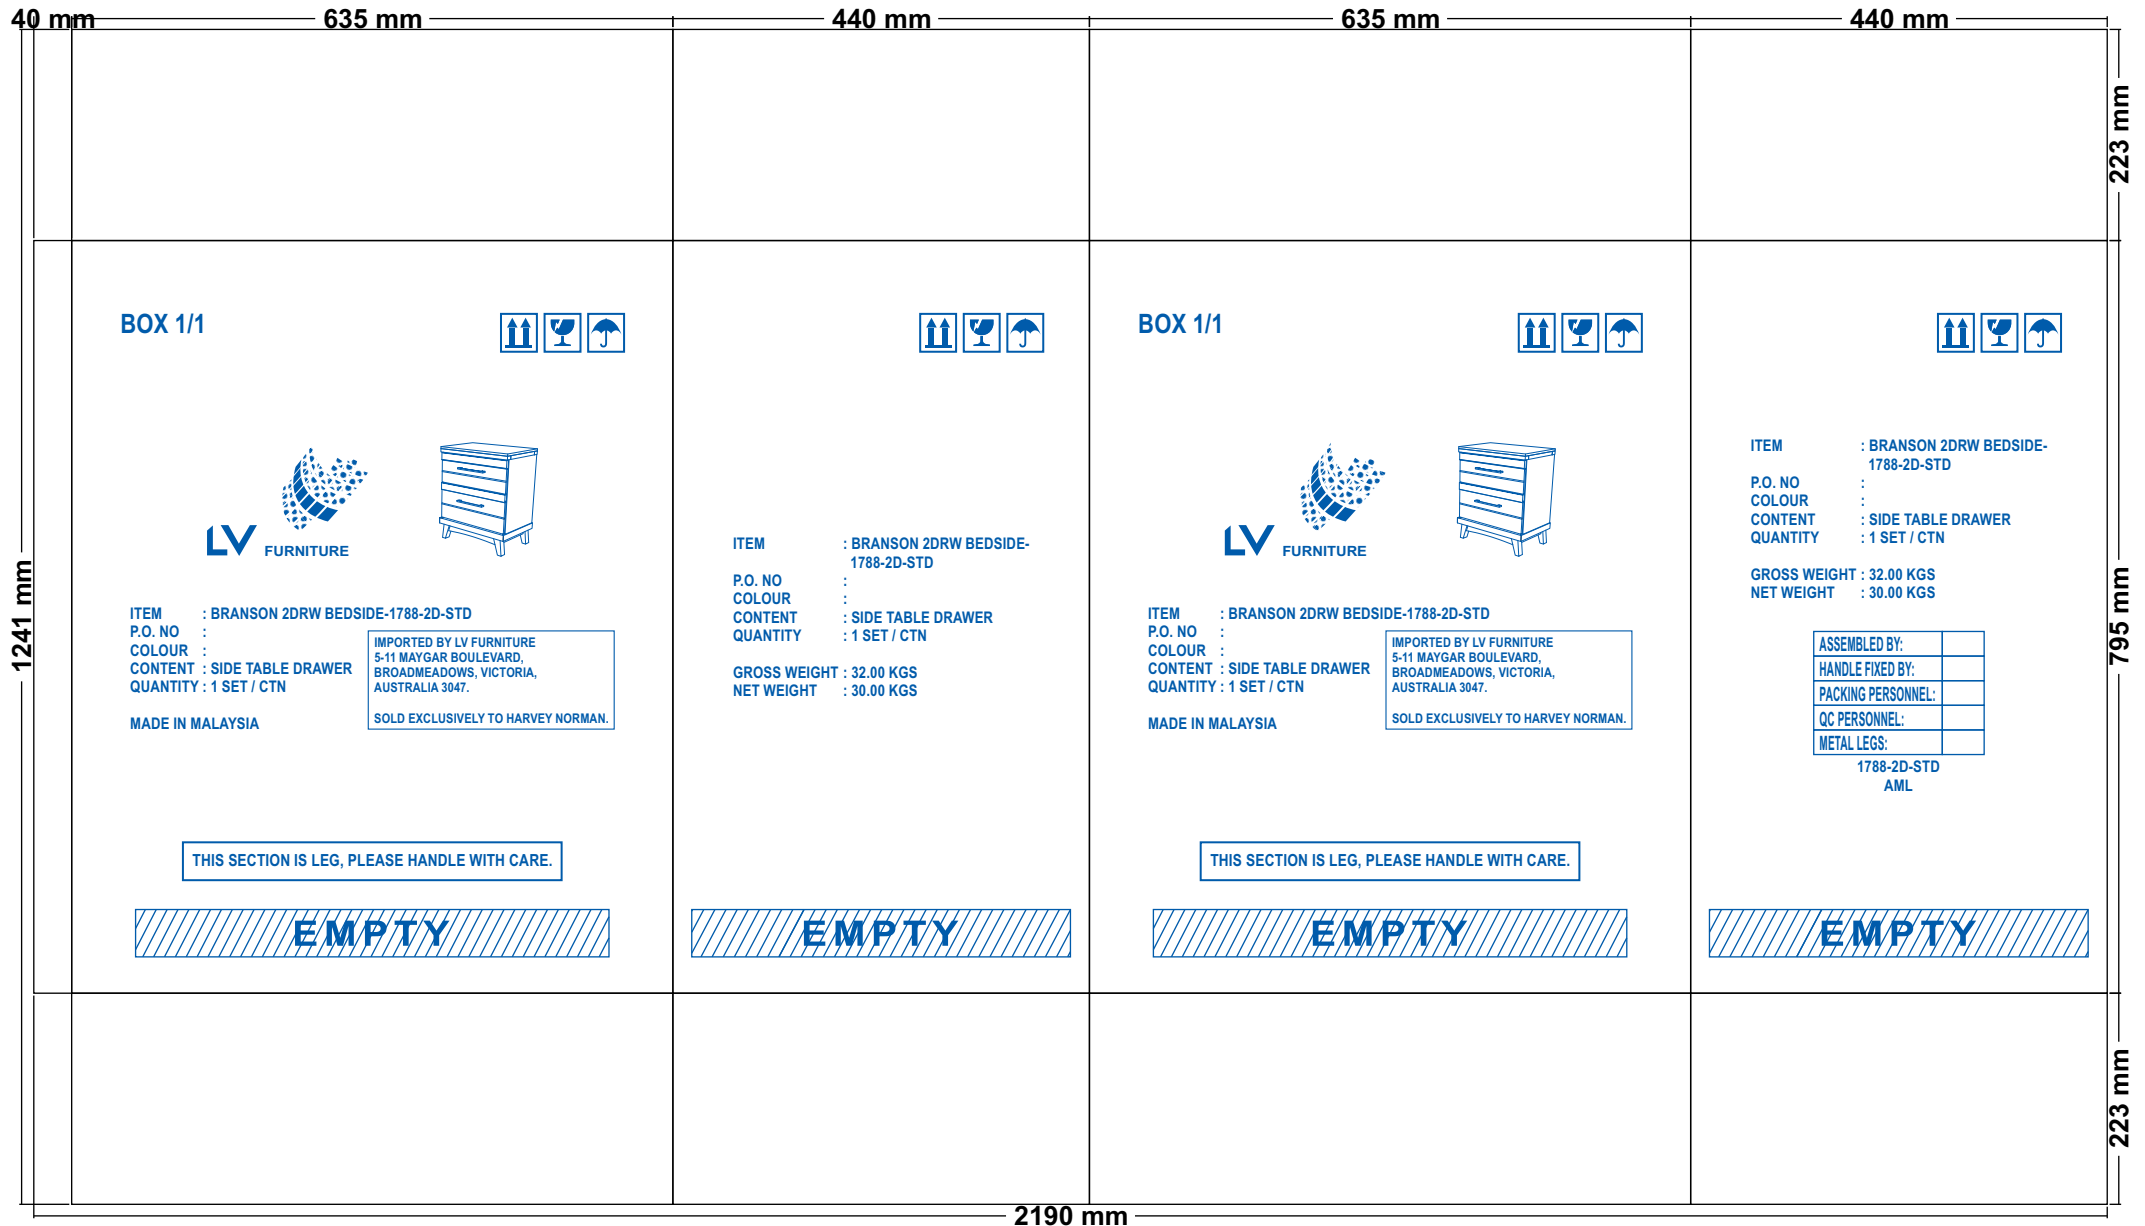 40 mm
635 mm
440 mm
635 mm
440 mm
223 mm
1241 mm
795 mm
223 mm
2190 mm
BOX 1/1
LV FURNITURE
ITEM : BRANSON 2DRW BEDSIDE-1788-2D-STD
P.O. NO :
COLOUR :
CONTENT : SIDE TABLE DRAWER
QUANTITY : 1 SET / CTN
MADE IN MALAYSIA
IMPORTED BY LV FURNITURE
5-11 MAYGAR BOULEVARD,
BROADMEADOWS, VICTORIA,
AUSTRALIA 3047.
SOLD EXCLUSIVELY TO HARVEY NORMAN.
THIS SECTION IS LEG, PLEASE HANDLE WITH CARE.
EMPTY
ITEM : BRANSON 2DRW BEDSIDE-
1788-2D-STD
P.O. NO :
COLOUR :
CONTENT : SIDE TABLE DRAWER
QUANTITY : 1 SET / CTN
GROSS WEIGHT : 32.00 KGS
NET WEIGHT : 30.00 KGS
EMPTY
BOX 1/1
LV FURNITURE
ITEM : BRANSON 2DRW BEDSIDE-1788-2D-STD
P.O. NO :
COLOUR :
CONTENT : SIDE TABLE DRAWER
QUANTITY : 1 SET / CTN
MADE IN MALAYSIA
IMPORTED BY LV FURNITURE
5-11 MAYGAR BOULEVARD,
BROADMEADOWS, VICTORIA,
AUSTRALIA 3047.
SOLD EXCLUSIVELY TO HARVEY NORMAN.
THIS SECTION IS LEG, PLEASE HANDLE WITH CARE.
EMPTY
ITEM : BRANSON 2DRW BEDSIDE-
1788-2D-STD
P.O. NO :
COLOUR :
CONTENT : SIDE TABLE DRAWER
QUANTITY : 1 SET / CTN
GROSS WEIGHT : 32.00 KGS
NET WEIGHT : 30.00 KGS
ASSEMBLED BY:
HANDLE FIXED BY:
PACKING PERSONNEL:
QC PERSONNEL:
METAL LEGS:
1788-2D-STD
AML
EMPTY